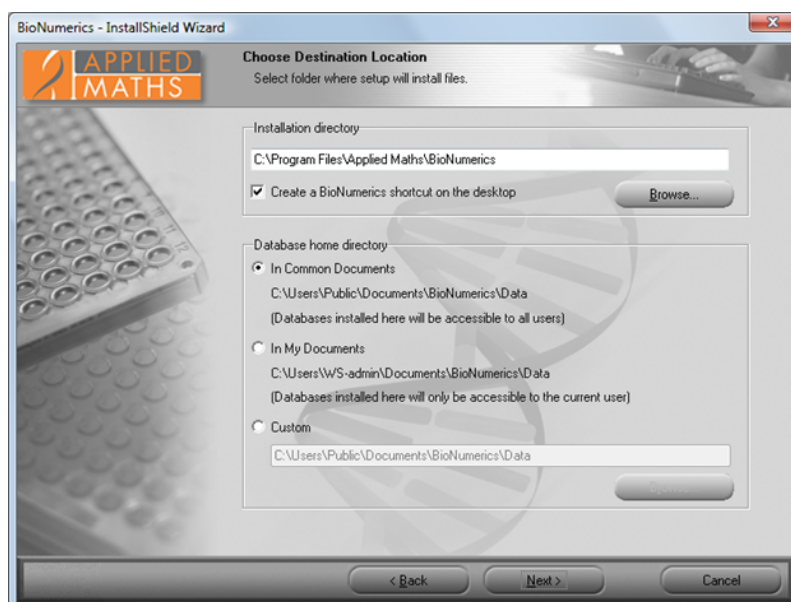 BioNumerics - InstallShield Wizard
APPLIED
MATHS
Choose Destination Location
Select folder where setup will install files.
Installation directory
C:\Program Files\Applied Maths\BioNumerics
Create a BioNumerics shortcut on the desktop
Browse...
Database home directory
In Common Documents
C:\Users\Public\Documents\BioNumerics\Data
(Databases installed here will be accessible to all users)
In My Documents
C:\Users\WS-admin\Documents\BioNumerics\Data
(Databases installed here will only be accessible to the current user)
Custom
C:\Users\Public\Documents\BioNumerics\Data
< Back
Next >
Cancel